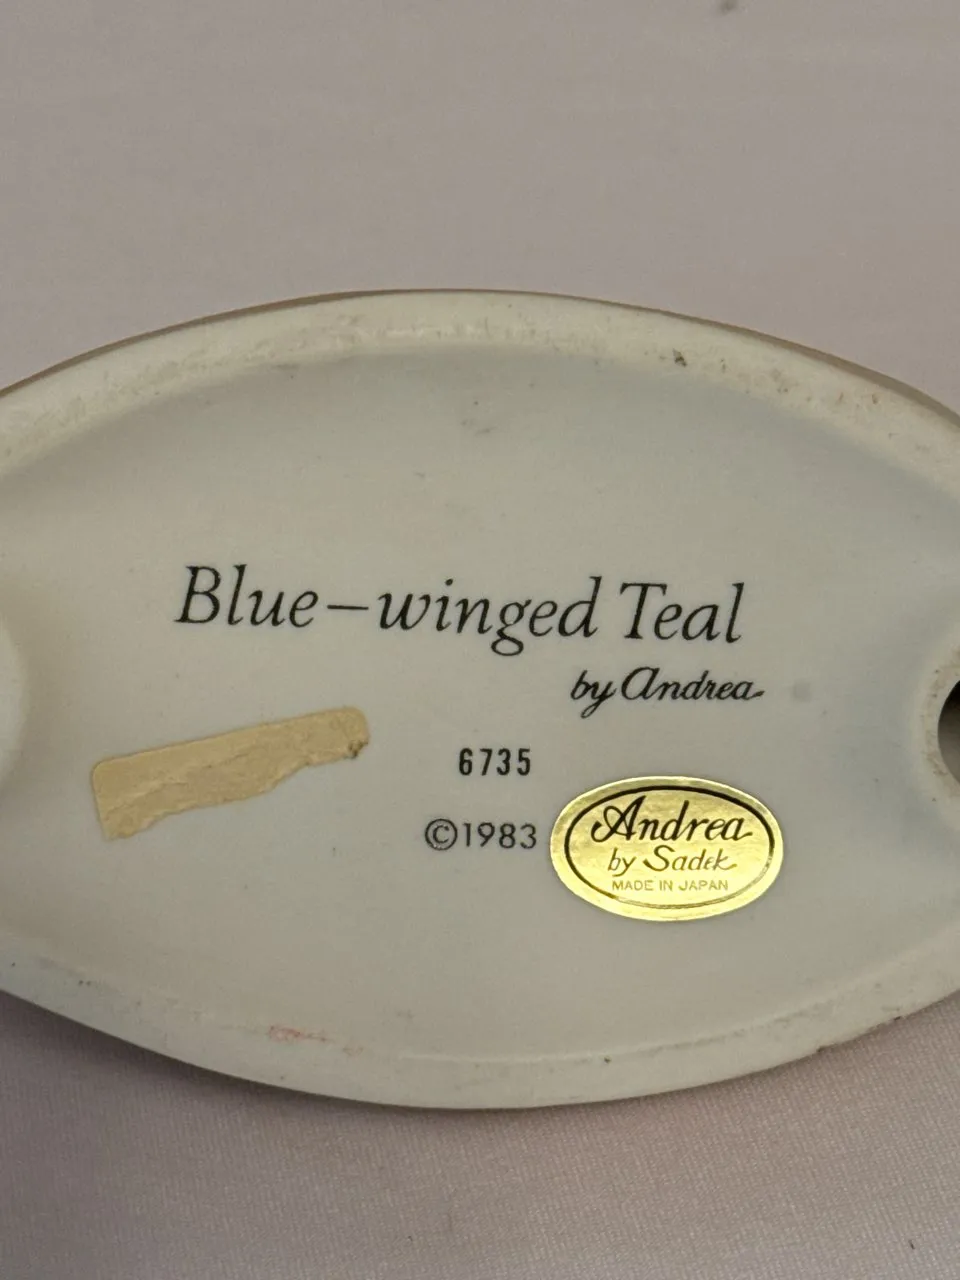 Blue-winged Teal
by Andrea
6735
©1983
Andrea
by Sadek
MADE IN JAPAN